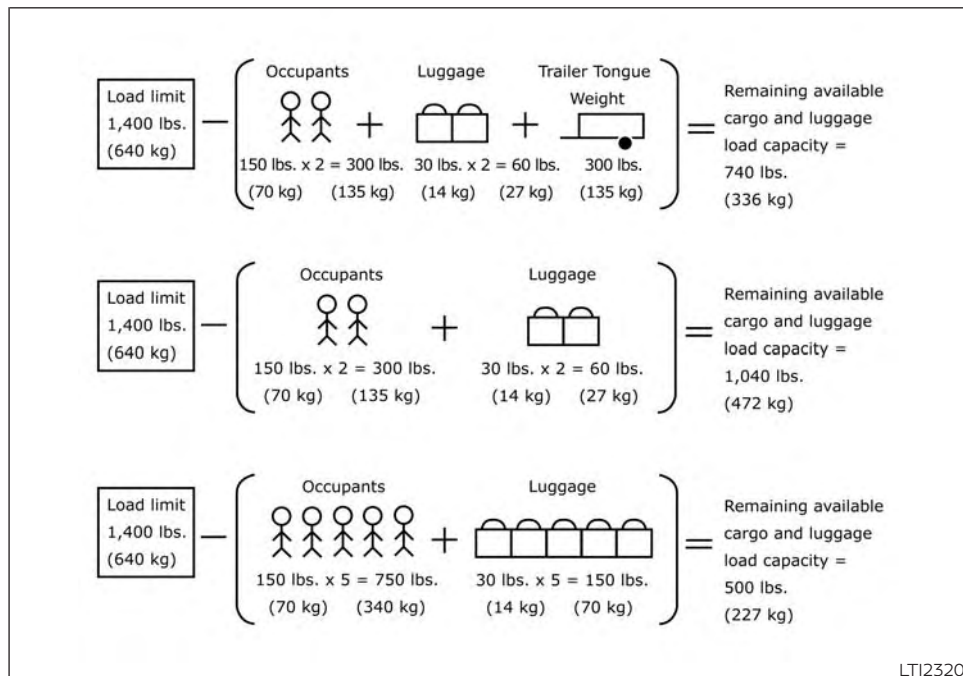 Occupants Luggage Trailer Tongue
Weight
Load limit
1,400 lbs.
(640 kg)
150 lbs. x 2 = 300 lbs. 30 lbs. x 2 = 60 lbs. 300 lbs.
(70 kg) (135 kg) (14 kg) (27 kg) (135 kg)
Remaining available
cargo and luggage
load capacity =
740 lbs.
(336 kg)
Occupants Luggage
Load limit
1,400 lbs.
(640 kg)
150 lbs. x 2 = 300 lbs. 30 lbs. x 2 = 60 lbs.
(70 kg) (135 kg) (14 kg) (27 kg)
Remaining available
cargo and luggage
load capacity =
1,040 lbs.
(472 kg)
Occupants Luggage
Load limit
1,400 lbs.
(640 kg)
150 lbs. x 5 = 750 lbs. 30 lbs. x 5 = 150 lbs.
(70 kg) (340 kg) (14 kg) (70 kg)
Remaining available
cargo and luggage
load capacity =
500 lbs.
(227 kg)
LTI2320